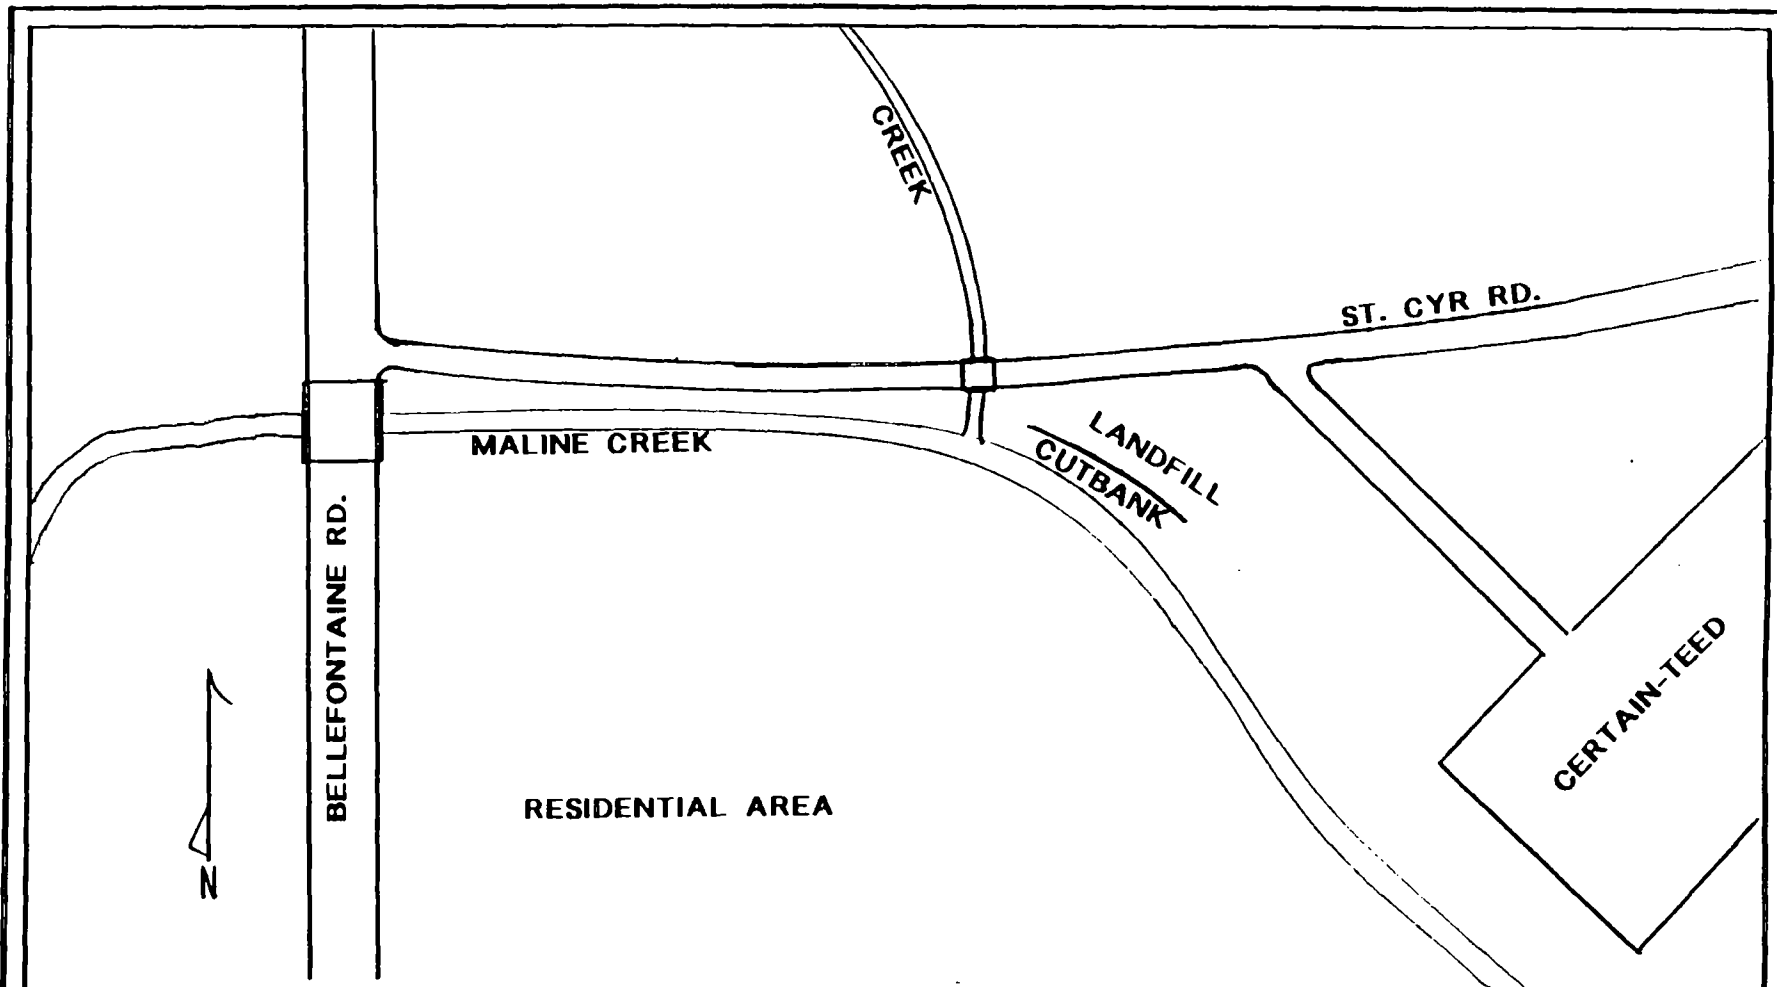 CREEK
ST. CYR RD.
LANDFILL
CUTBANK
MALINE CREEK
BELLEFONTAINE RD.
CERTAIN-TEED
RESIDENTIAL AREA
N